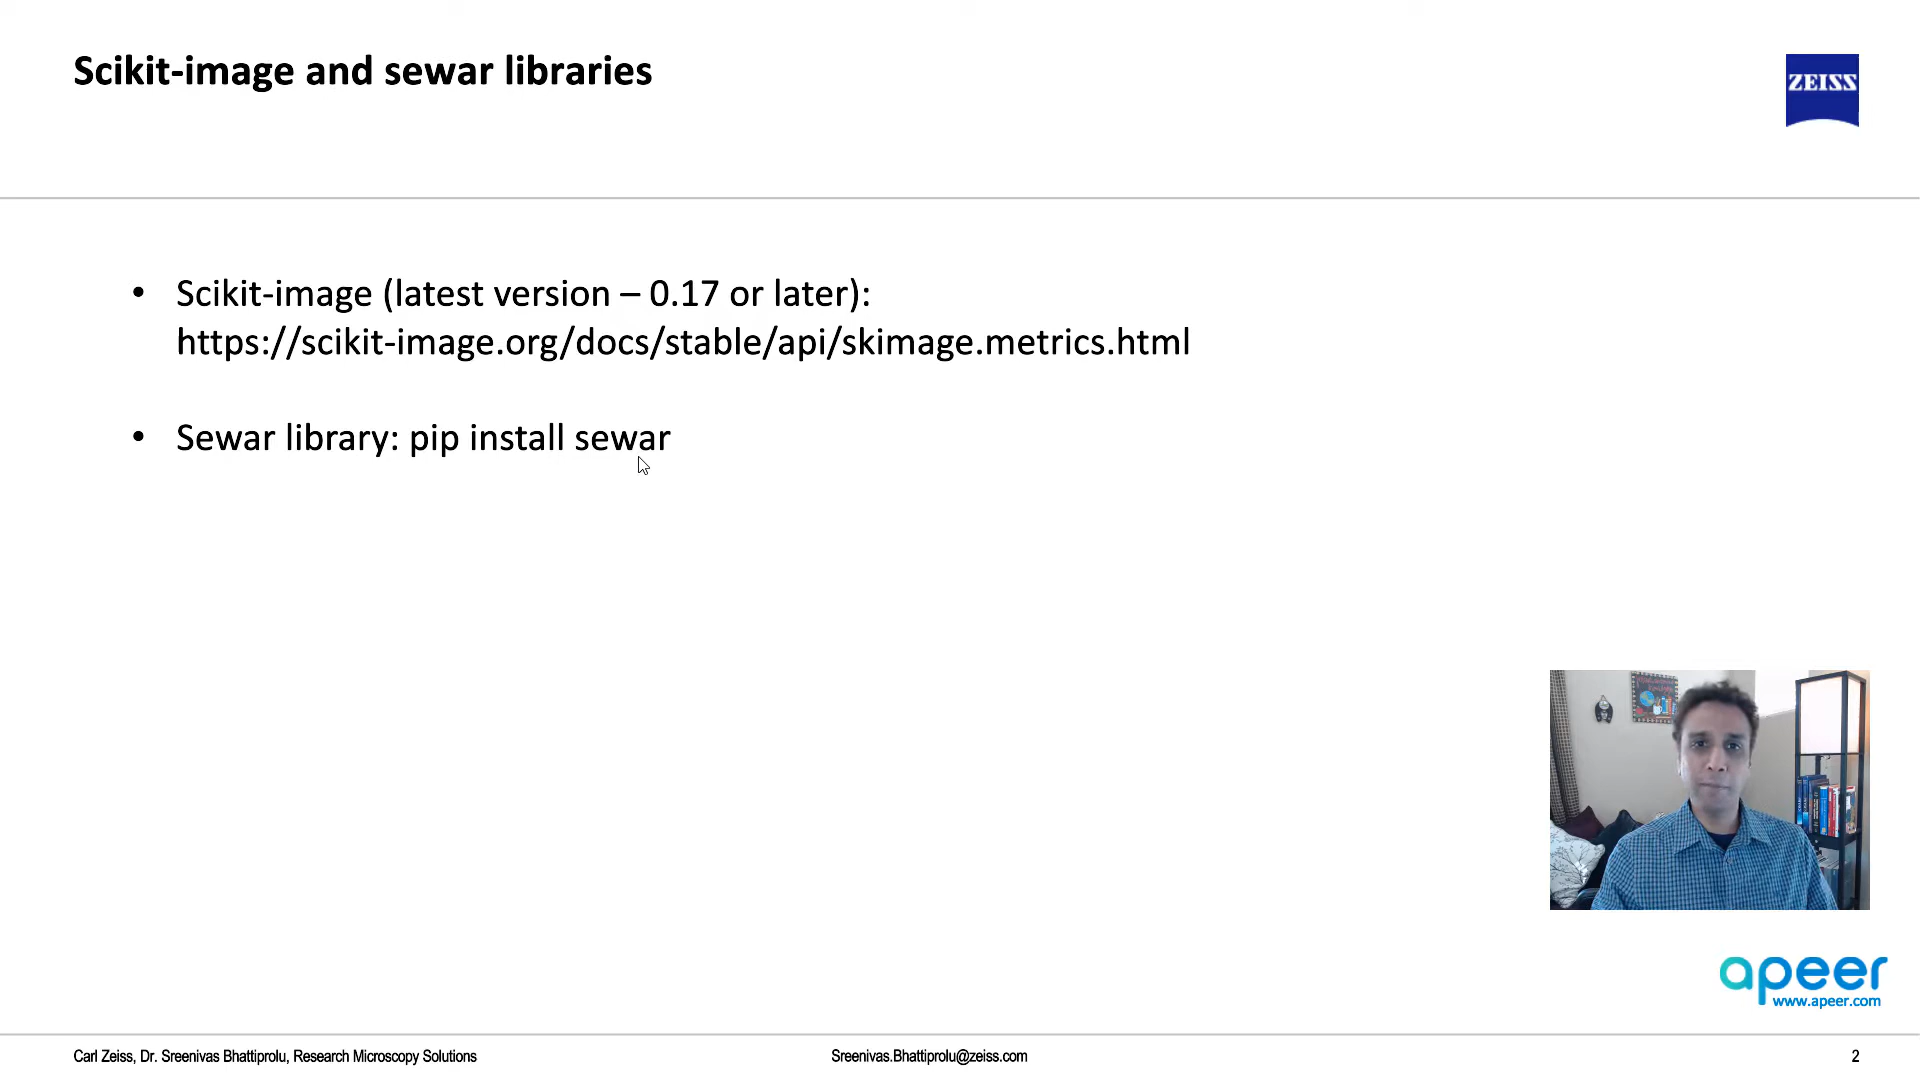 Scikit-image and sewar libraries
ZEISS
• Scikit-image (latest version – 0.17 or later):
https://scikit-image.org/docs/stable/api/skimage.metrics.html
• Sewar library: pip install sewar
apeer
www.apeer.com
Carl Zeiss, Dr. Sreenivas Bhattiprolu, Research Microscopy Solutions
Sreenivas.Bhattiprolu@zeiss.com
2